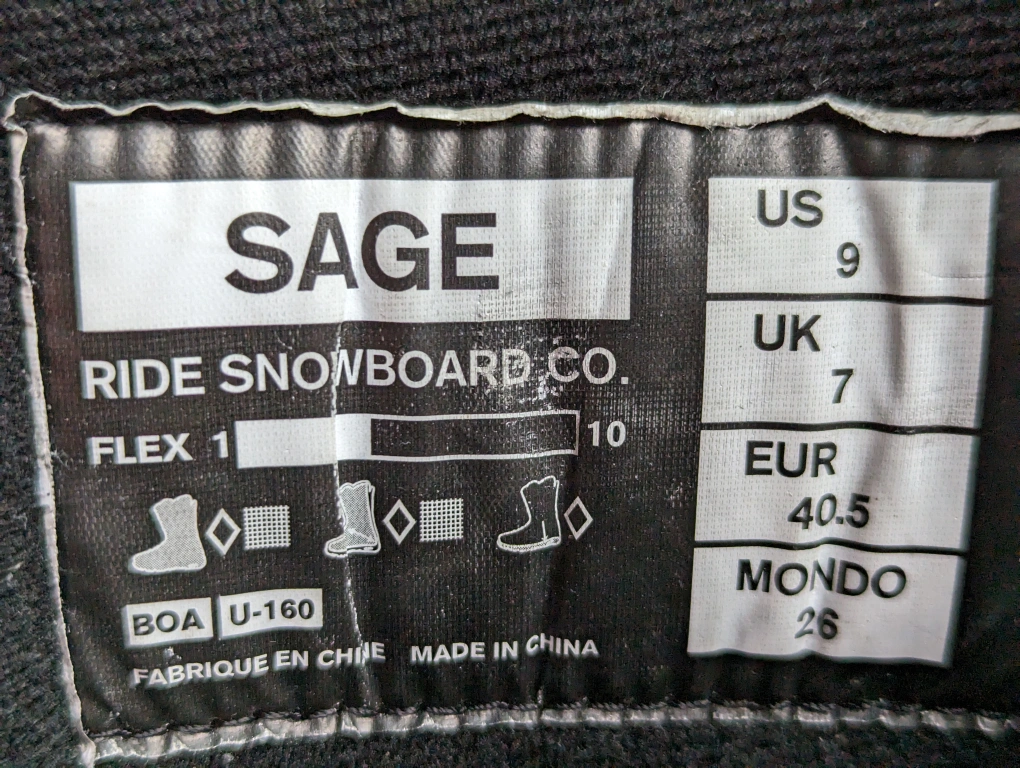 SAGE
RIDE SNOWBOARD CO.
FLEX 1 10
BOA U-160
FABRIQUE EN CHINE MADE IN CHINA
US
9
UK
7
EUR
40.5
MONDO
26